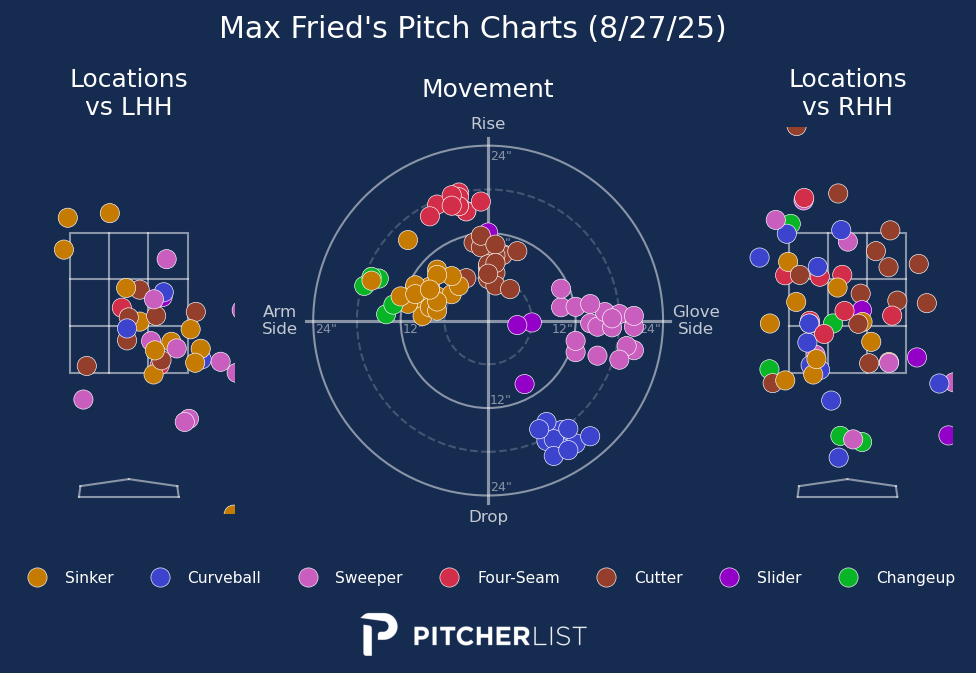 Max Fried's Pitch Charts (8/27/25)
Locations
vs LHH
Movement
Locations
vs RHH
Rise
24"
"
Arm
Side
24"
12"
12"
24"
Glove
Side
12"
24"
Drop
Sinker
Curveball
Sweeper
Four-Seam
Cutter
Slider
Changeup
PITCHERLIST